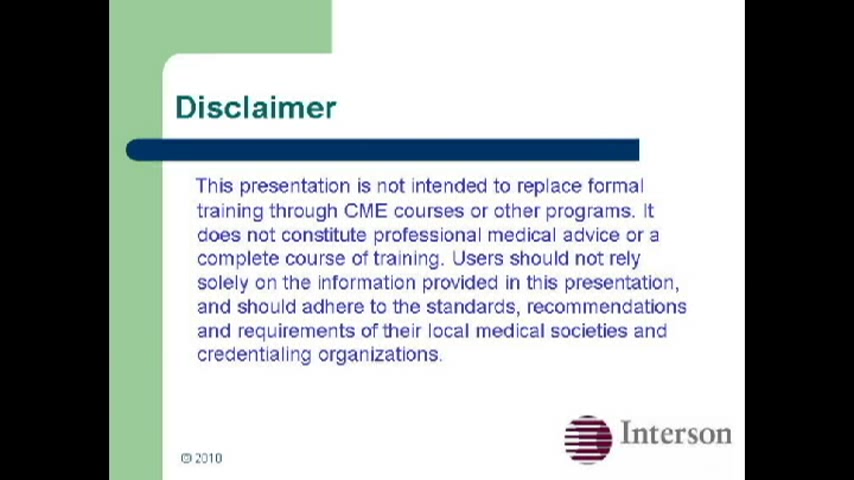 Disclaimer
This presentation is not intended to replace formal
training through CME courses or other programs. It
does not constitute professional medical advice or a
complete course of training. Users should not rely
solely on the information provided in this presentation,
and should adhere to the standards, recommendations
and requirements of their local medical societies and
credentialing organizations.
Interson
© 2010